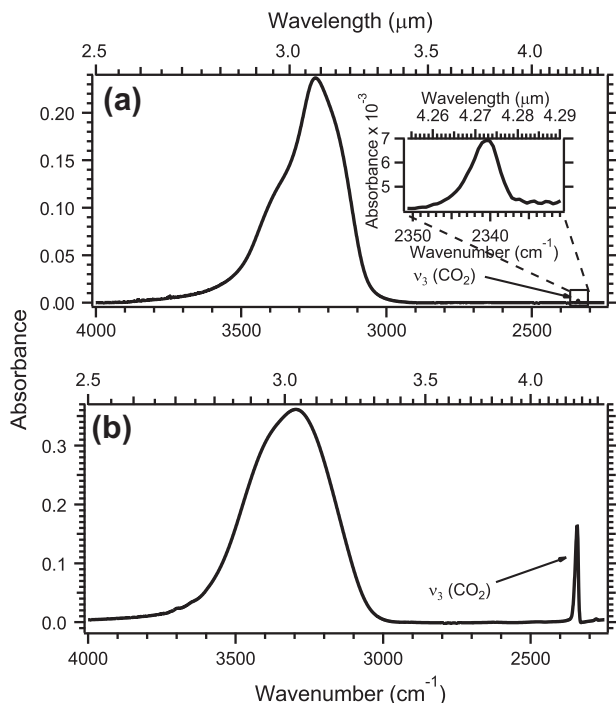 Wavelength (μm)
2.5 3.0 3.5 4.0
(a)
Wavelength (μm)
4.26 4.27 4.28 4.29
0.20
0.15
0.10
0.05
0.00
Absorbance x 10⁻³
7
6
5
2350 2340
Wavenumber (cm⁻¹)
ν₃ (CO₂)
4000 3500 3000 2500
Absorbance
2.5 3.0 3.5 4.0
(b)
0.3
0.2
0.1
0.0
ν₃ (CO₂)
4000 3500 3000 2500
Wavenumber (cm⁻¹)